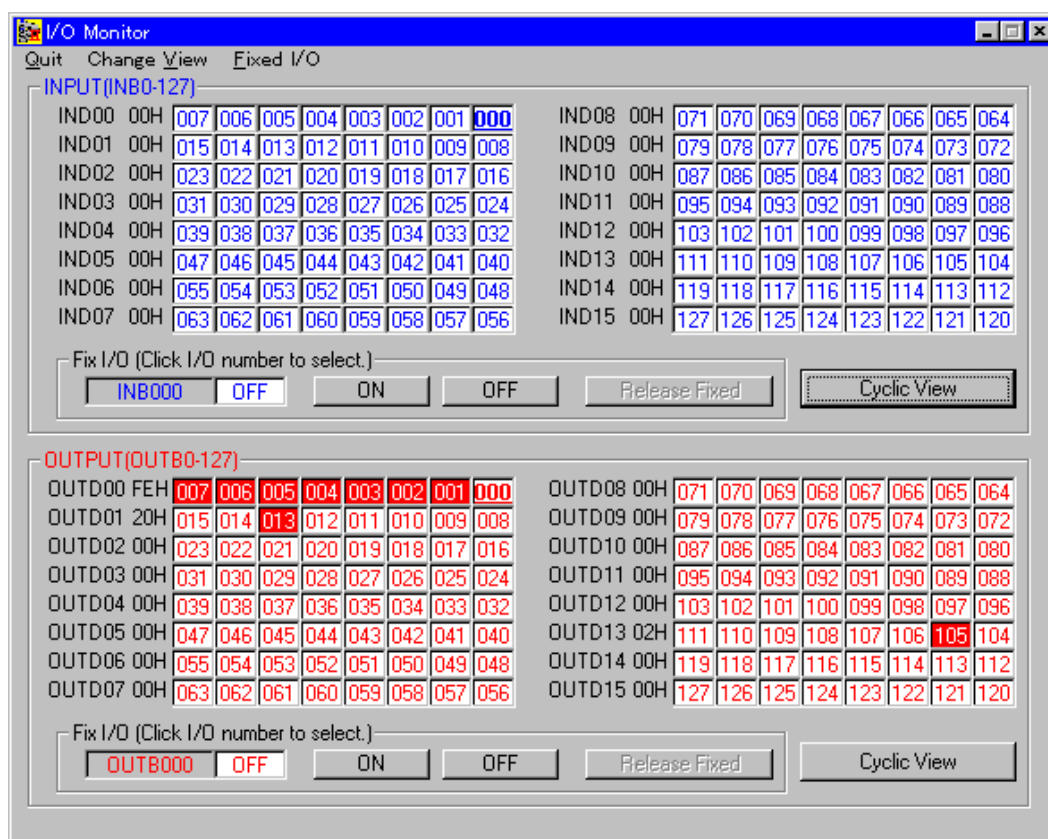 I/O Monitor
Quit Change View Fixed I/O
INPUT(INB0-127)
IND00 00H 007 006 005 004 003 002 001 000 IND08 00H 071 070 069 068 067 066 065 064
IND01 00H 015 014 013 012 011 010 009 008 IND09 00H 079 078 077 076 075 074 073 072
IND02 00H 023 022 021 020 019 018 017 016 IND10 00H 087 086 085 084 083 082 081 080
IND03 00H 031 030 029 028 027 026 025 024 IND11 00H 095 094 093 092 091 090 089 088
IND04 00H 039 038 037 036 035 034 033 032 IND12 00H 103 102 101 100 099 098 097 096
IND05 00H 047 046 045 044 043 042 041 040 IND13 00H 111 110 109 108 107 106 105 104
IND06 00H 055 054 053 052 051 050 049 048 IND14 00H 119 118 117 116 115 114 113 112
IND07 00H 063 062 061 060 059 058 057 056 IND15 00H 127 126 125 124 123 122 121 120
Fix I/O (Click I/O number to select.)
INB000 OFF ON OFF Release Fixed Cyclic View
OUTPUT(OUTB0-127)
OUTD00 FEH 007 006 005 004 003 002 001 000 OUTD08 00H 071 070 069 068 067 066 065 064
OUTD01 20H 015 014 013 012 011 010 009 008 OUTD09 00H 079 078 077 076 075 074 073 072
OUTD02 00H 023 022 021 020 019 018 017 016 OUTD10 00H 087 086 085 084 083 082 081 080
OUTD03 00H 031 030 029 028 027 026 025 024 OUTD11 00H 095 094 093 092 091 090 089 088
OUTD04 00H 039 038 037 036 035 034 033 032 OUTD12 00H 103 102 101 100 099 098 097 096
OUTD05 00H 047 046 045 044 043 042 041 040 OUTD13 02H 111 110 109 108 107 106 105 104
OUTD06 00H 055 054 053 052 051 050 049 048 OUTD14 00H 119 118 117 116 115 114 113 112
OUTD07 00H 063 062 061 060 059 058 057 056 OUTD15 00H 127 126 125 124 123 122 121 120
Fix I/O (Click I/O number to select.)
OUTB000 OFF ON OFF Release Fixed Cyclic View